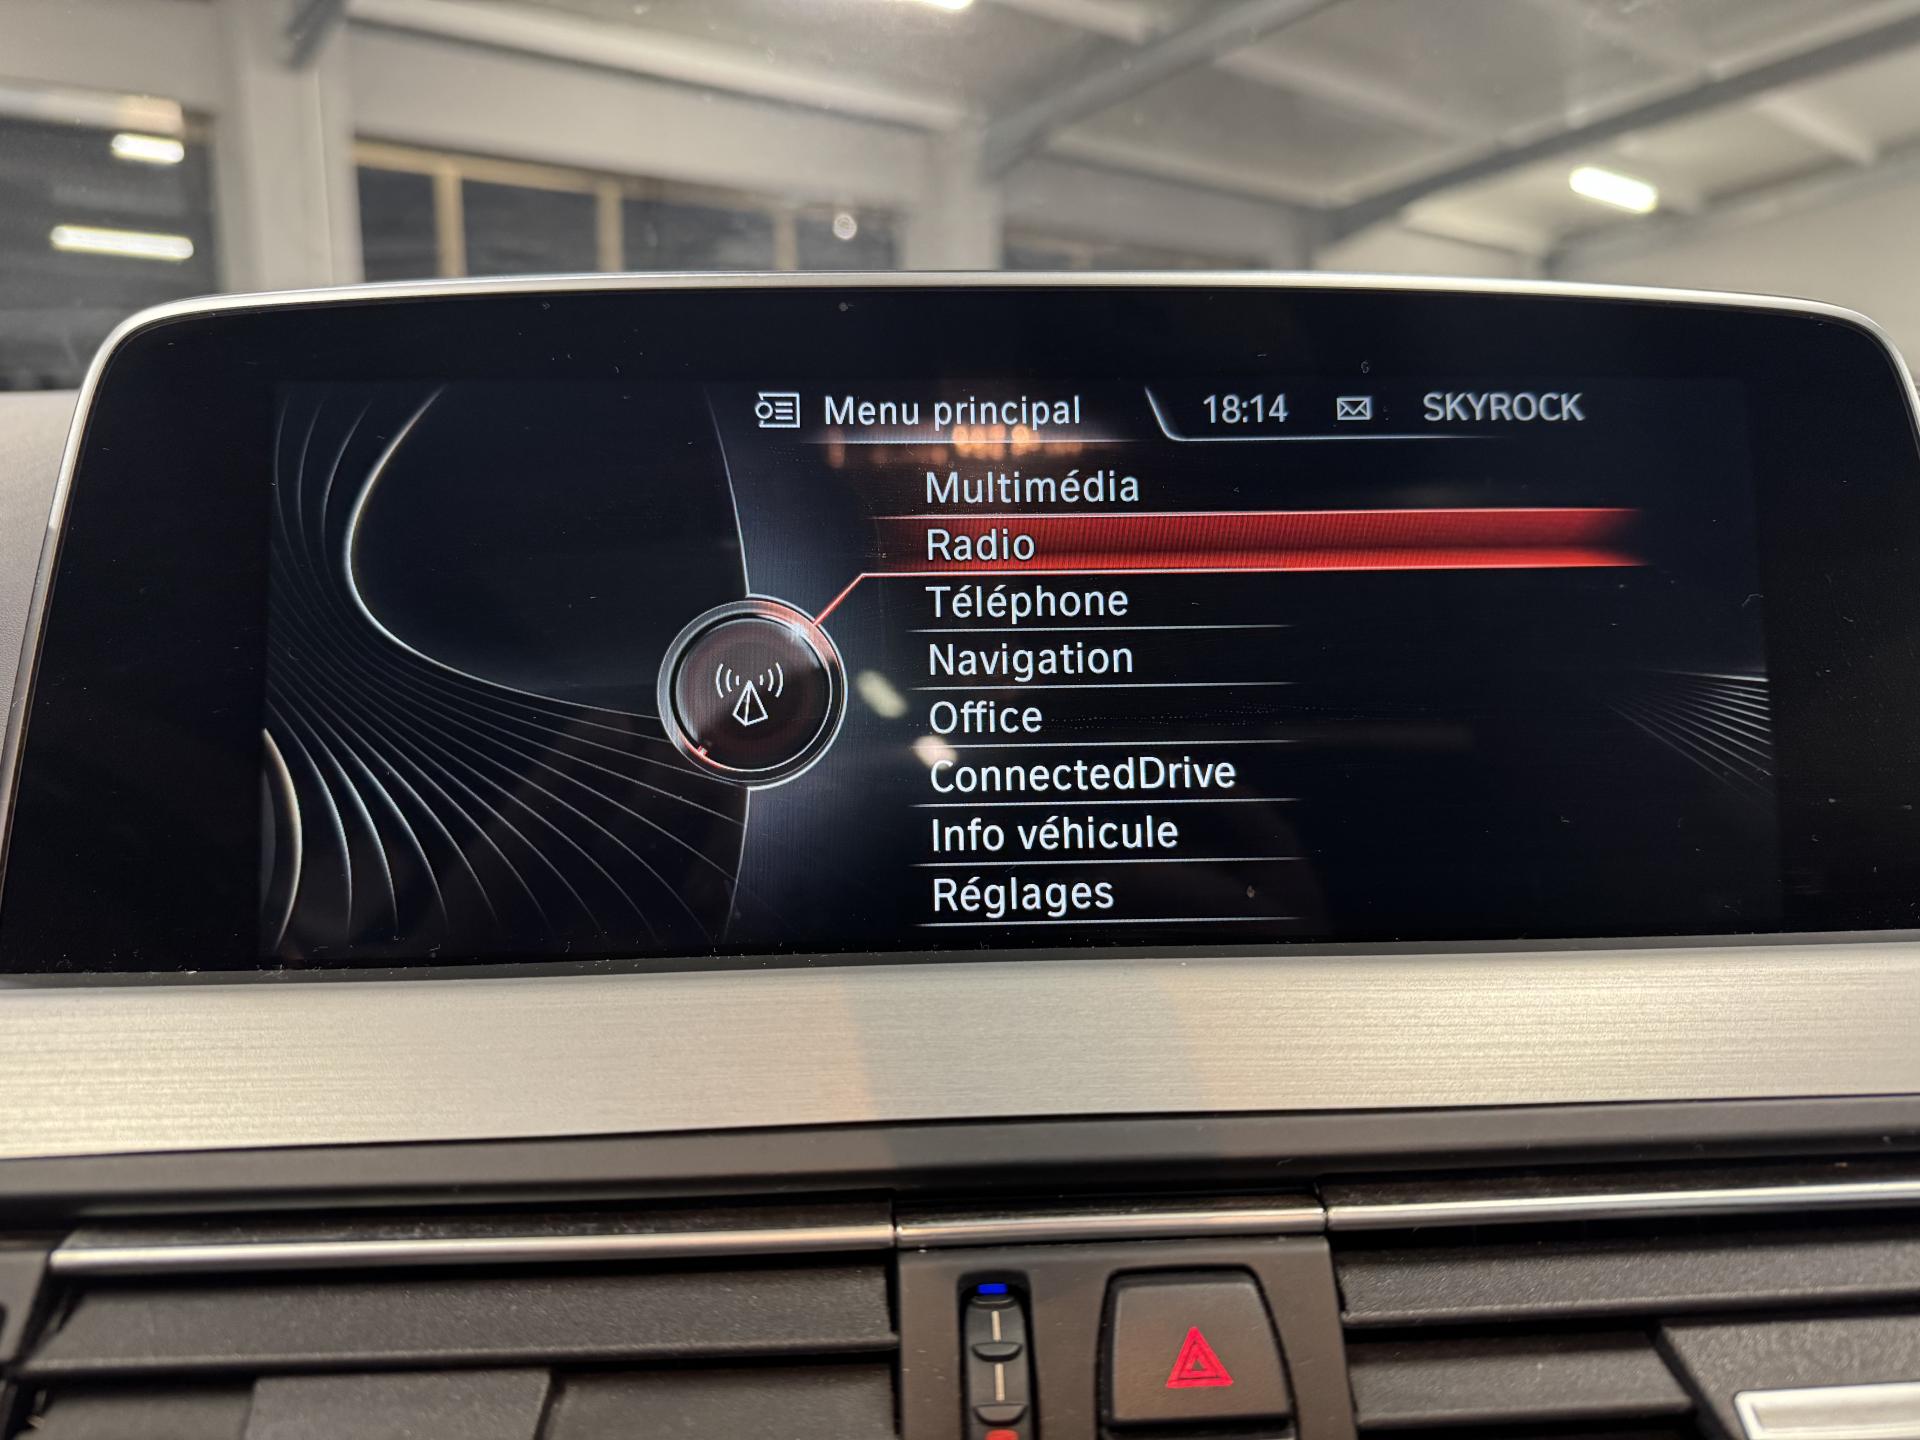 Menu principal 18:14 SKYROCK
Multimédia
Radio
Téléphone
Navigation
Office
ConnectedDrive
Info véhicule
Réglages